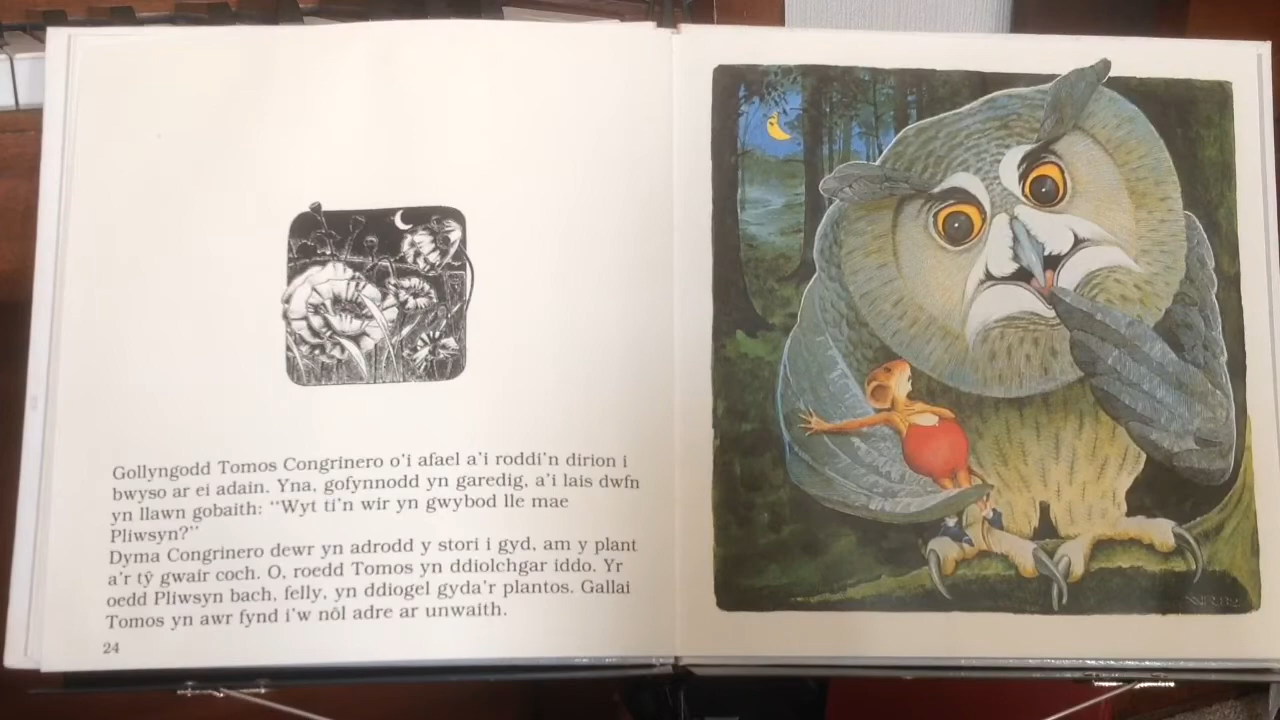 Gollyngodd Tomos Congrinero o'i afael a'i roddi'n dirion i
bwyso ar ei adain. Yna, gofynnodd yn garedig, a'i lais dwfn
yn llawn gobaith: "Wyt ti'n wir yn gwybod lle mae
Pliwsyn?"
Dyma Congrinero dewr yn adrodd y stori i gyd, am y plant
a'r tŷ gwair coch. O, roedd Tomos yn ddiolchgar iddo. Yr
oedd Pliwsyn bach, felly, yn ddiogel gyda'r plantos. Gallai
Tomos yn awr fynd i'w nôl adre ar unwaith.
24